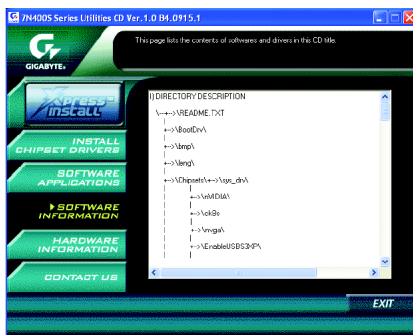 7N400S Series Utilities CD Ver.1.0 B4.0915.1
This page lists the contents of softwares and drivers in this CD title.
GIGABYTE
Xpress
INSTALL
INSTALL
CHIPSET DRIVERS
SOFTWARE
APPLICATIONS
SOFTWARE
INFORMATION
HARDWARE
INFORMATION
CONTACT US
I) DIRECTORY DESCRIPTION
\--+-->\README.TXT
+-->\BootDrv\
+-->\bmp\
+-->\leng\
+-->\Chipsets\+-->\sys_drv\
+-->\nVIDIA\
+-->\ck8s
+-->\nvga\
+-->\EnableUSBS3XP\
EXIT